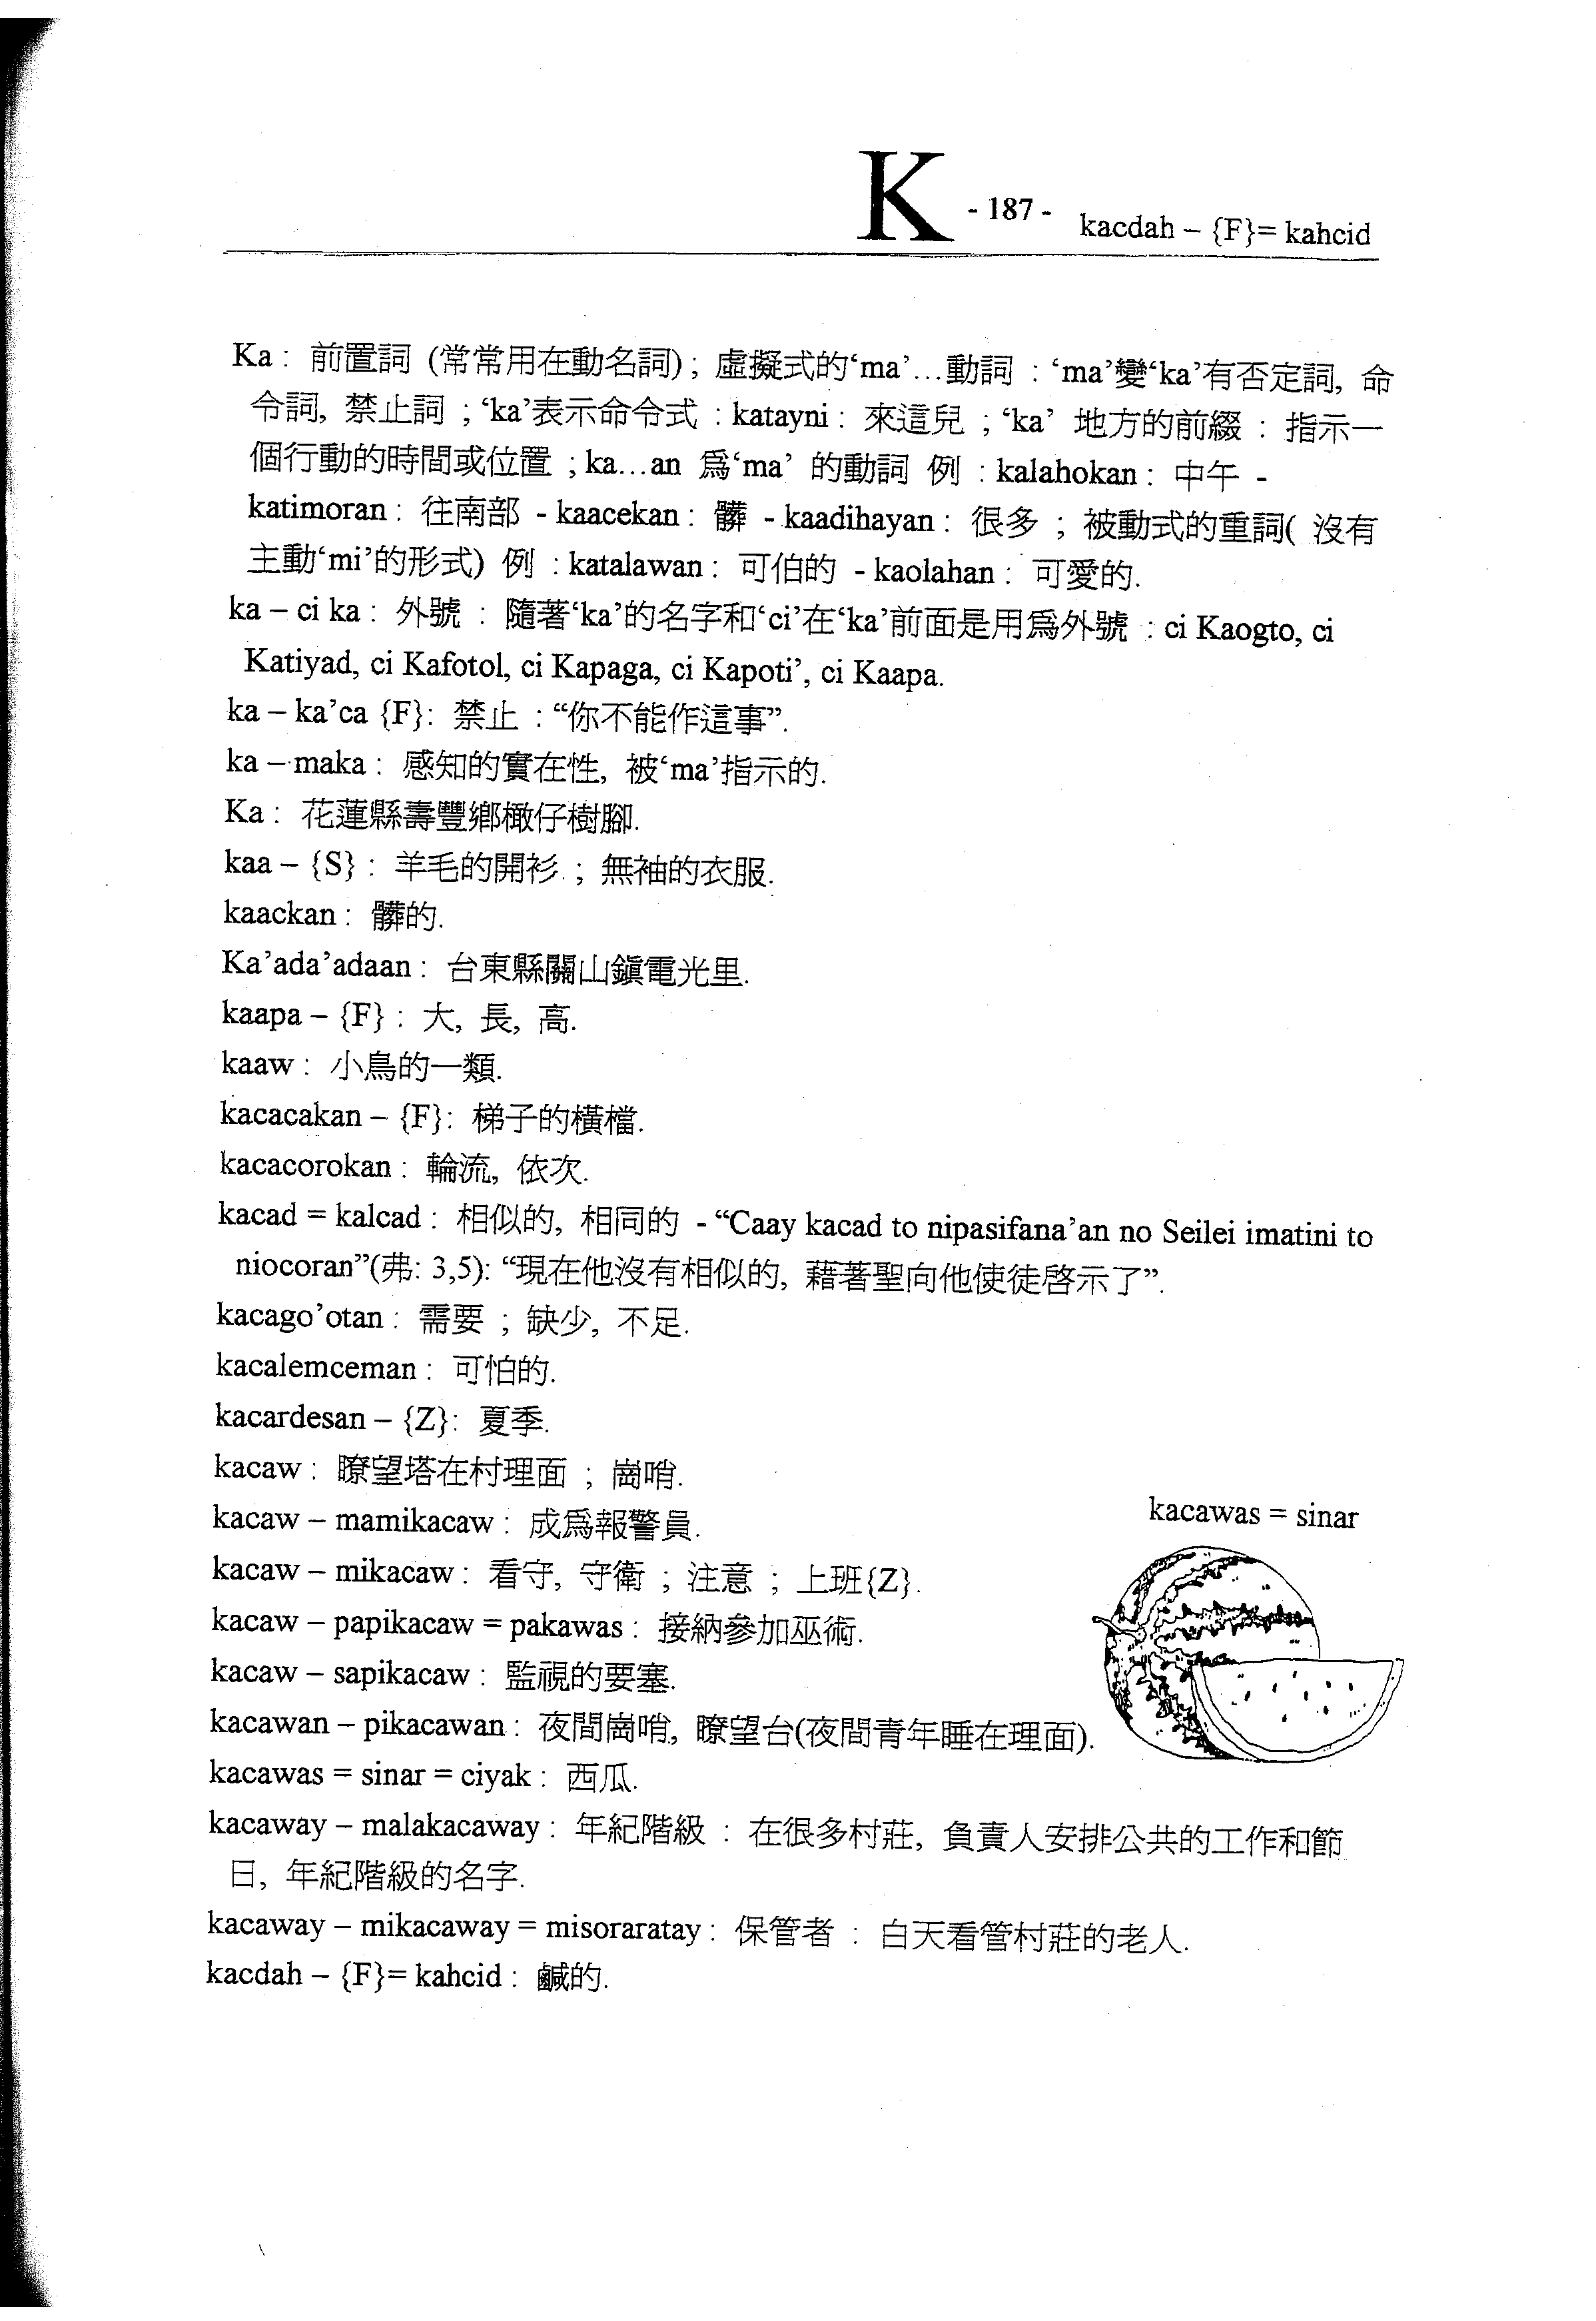 K - 187 - kacdah – {F}= kahcid
Ka : 前置詞 (常常用在動名詞) ; 虛擬式的‘ma’…動詞 : ‘ma’變‘ka’有否定詞, 命
令詞, 禁止詞 ; ‘ka’表示命令式 : katayni : 來這兒 ; ‘ka’ 地方的前綴 : 指示一
個行動的時間或位置 ; ka…an 爲‘ma’ 的動詞 例 : kalahokan : 中午 -
katimoran : 往南部 - kaacekan : 髒 - kaadihayan : 很多 ; 被動式的重詞( 沒有
主動‘mi’的形式) 例 : katalawan : 可伯的 - kaolahan : 可愛的.
ka – ci ka : 外號 : 隨著‘ka’的名字和‘ci’在‘ka’前面是用爲外號 : ci Kaogto, ci
Katiyad, ci Kafotol, ci Kapaga, ci Kapoti’, ci Kaapa.
ka – ka’ca {F}: 禁止 : “你不能作這事”.
ka – maka : 感知的實在性, 被‘ma’指示的.
Ka : 花蓮縣壽豐鄉橄仔樹腳.
kaa – {S} : 羊毛的開衫. ; 無袖的衣服.
kaackan : 髒的.
Ka’ada’adaan : 台東縣關山鎭電光里.
kaapa – {F} : 大, 長, 高.
kaaw : 小鳥的一類.
kacacakan – {F}: 梯子的橫檔.
kacacorokan : 輪流, 依次.
kacad = kalcad : 相似的, 相同的 - “Caay kacad to nipasifana’an no Seilei imatini to
niocoran”(弗: 3,5): “現在他沒有相似的, 藉著聖向他使徒啓示了”.
kacago’otan : 需要 ; 缺少, 不足.
kacalemceman : 可怕的.
kacardesan – {Z}: 夏季.
kacaw : 瞭望塔在村理面 ; 崗哨.
kacaw – mamikacaw : 成爲報警員.
kacawas = sinar
kacaw – mikacaw : 看守, 守衛 ; 注意 ; 上班{Z}.
kacaw – papikacaw = pakawas : 接納參加巫術.
kacaw – sapikacaw : 監視的要塞.
kacawan – pikacawan : 夜間崗哨, 瞭望台(夜間青年睡在理面).
kacawas = sinar = ciyak : 西瓜.
kacaway – malakacaway : 年紀階級 : 在很多村莊, 負責人安排公共的工作和節
日, 年紀階級的名字.
kacaway – mikacaway = misoraratay : 保管者 : 白天看管村莊的老人.
kacdah – {F}= kahcid : 鹹的.